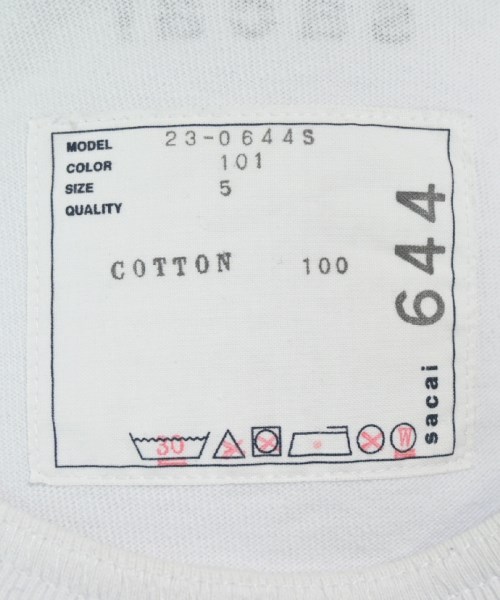 MODEL 23-0644S
COLOR 101
SIZE 5
QUALITY
COTTON 100
644
sacai
30
W